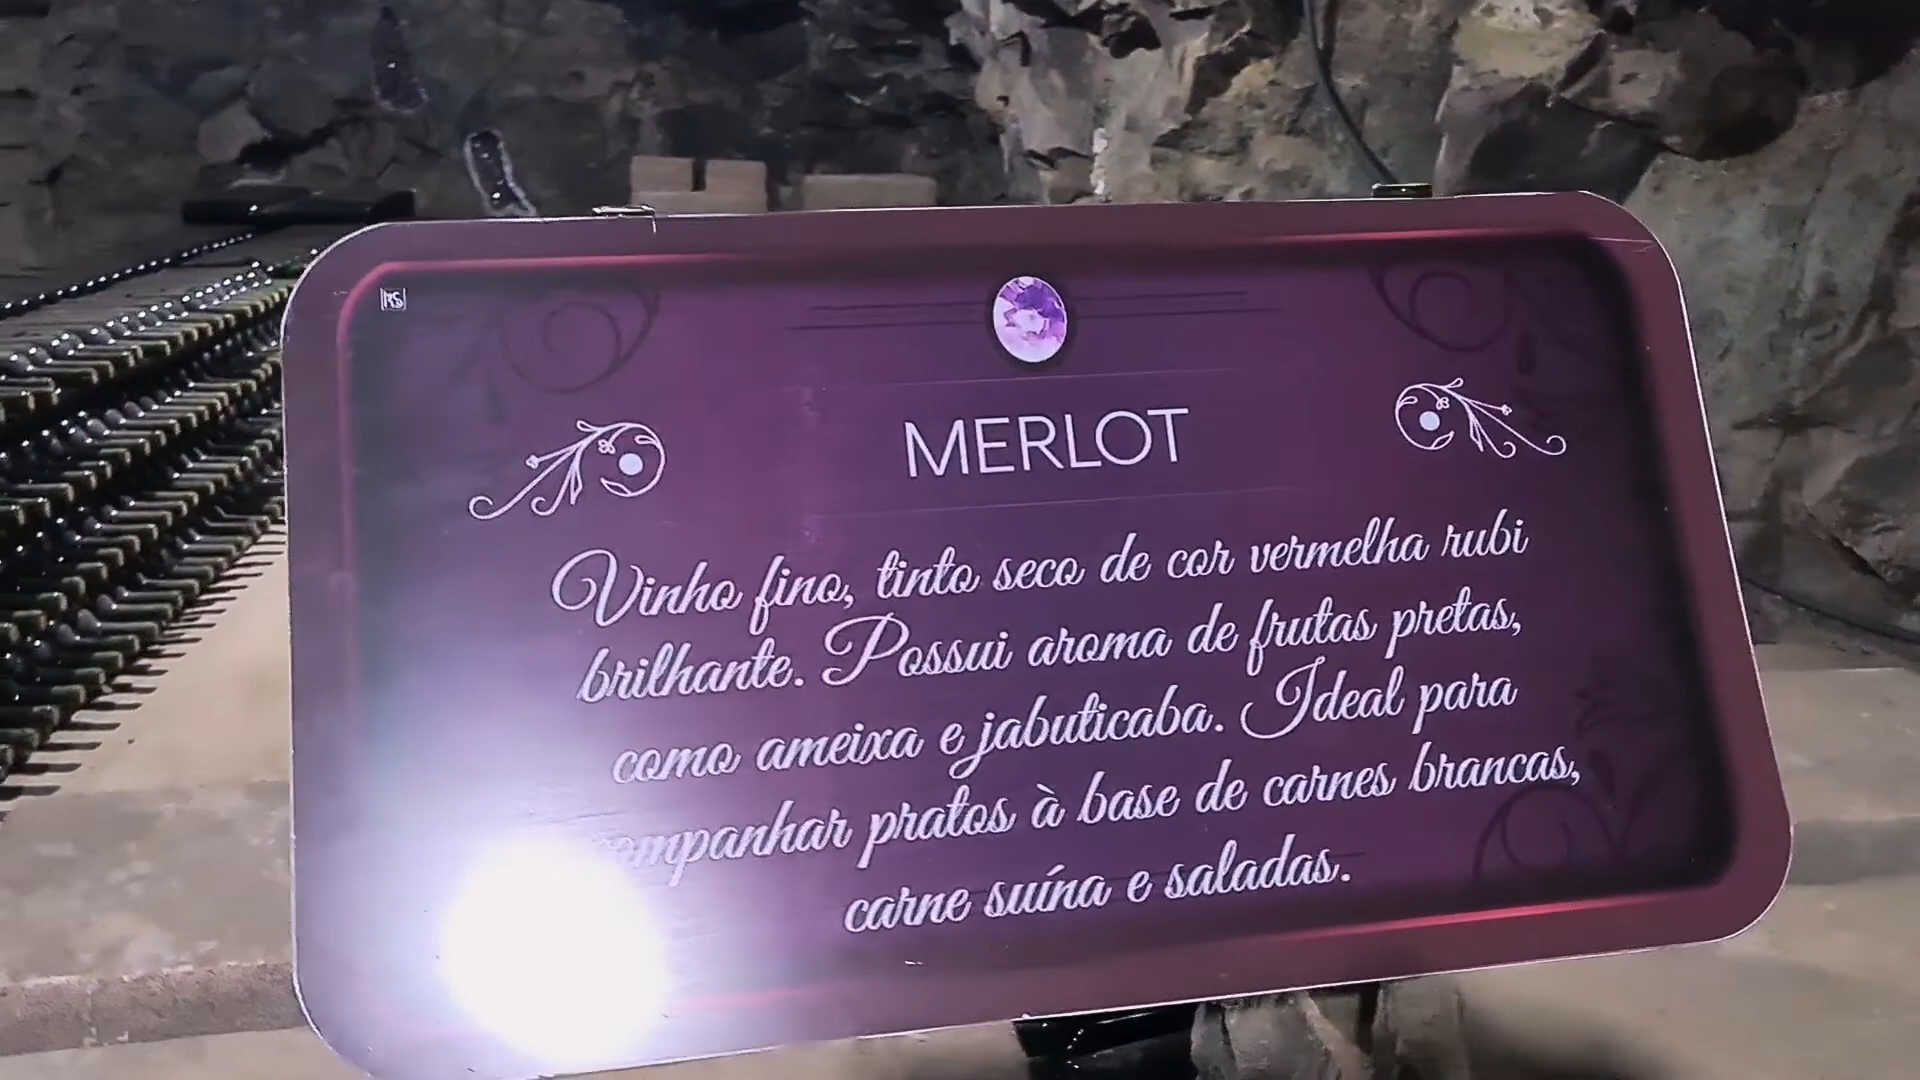 RS
MERLOT
Vinho fino, tinto seco de cor vermelha rubi
brilhante. Possui aroma de frutas pretas,
como ameixa e jabuticaba. Ideal para
pratos à base de carnes brancas,
carne suína e saladas.